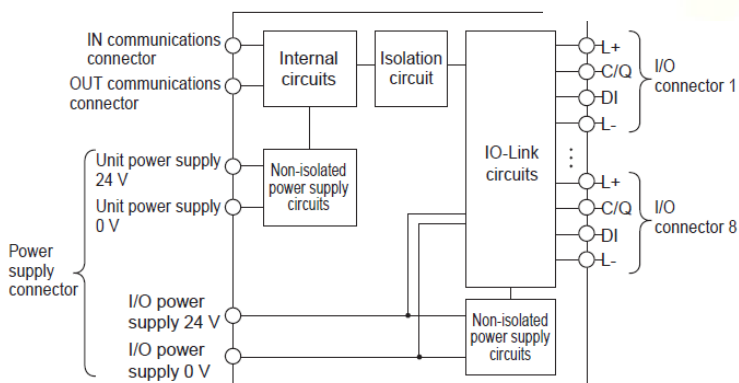 IN communications
connector
OUT communications
connector
Internal
circuits
Isolation
circuit
IO-Link
circuits
L+
C/Q
DI
L-
I/O
connector 1
L+
C/Q
DI
L-
I/O
connector 8
Unit power supply
24 V
Unit power supply
0 V
Non-isolated
power supply
circuits
Power
supply
connector
I/O power
supply 24 V
I/O power
supply 0 V
Non-isolated
power supply
circuits